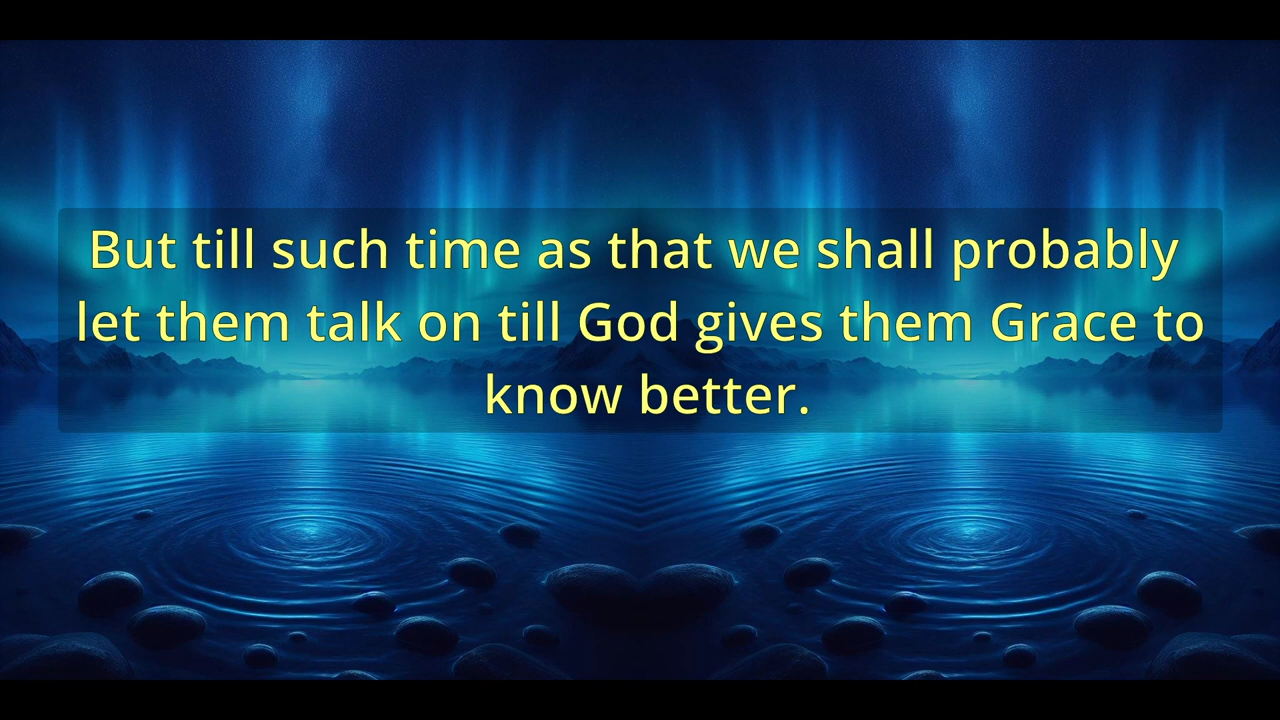 But till such time as that we shall probably
let them talk on till God gives them Grace to
know better.